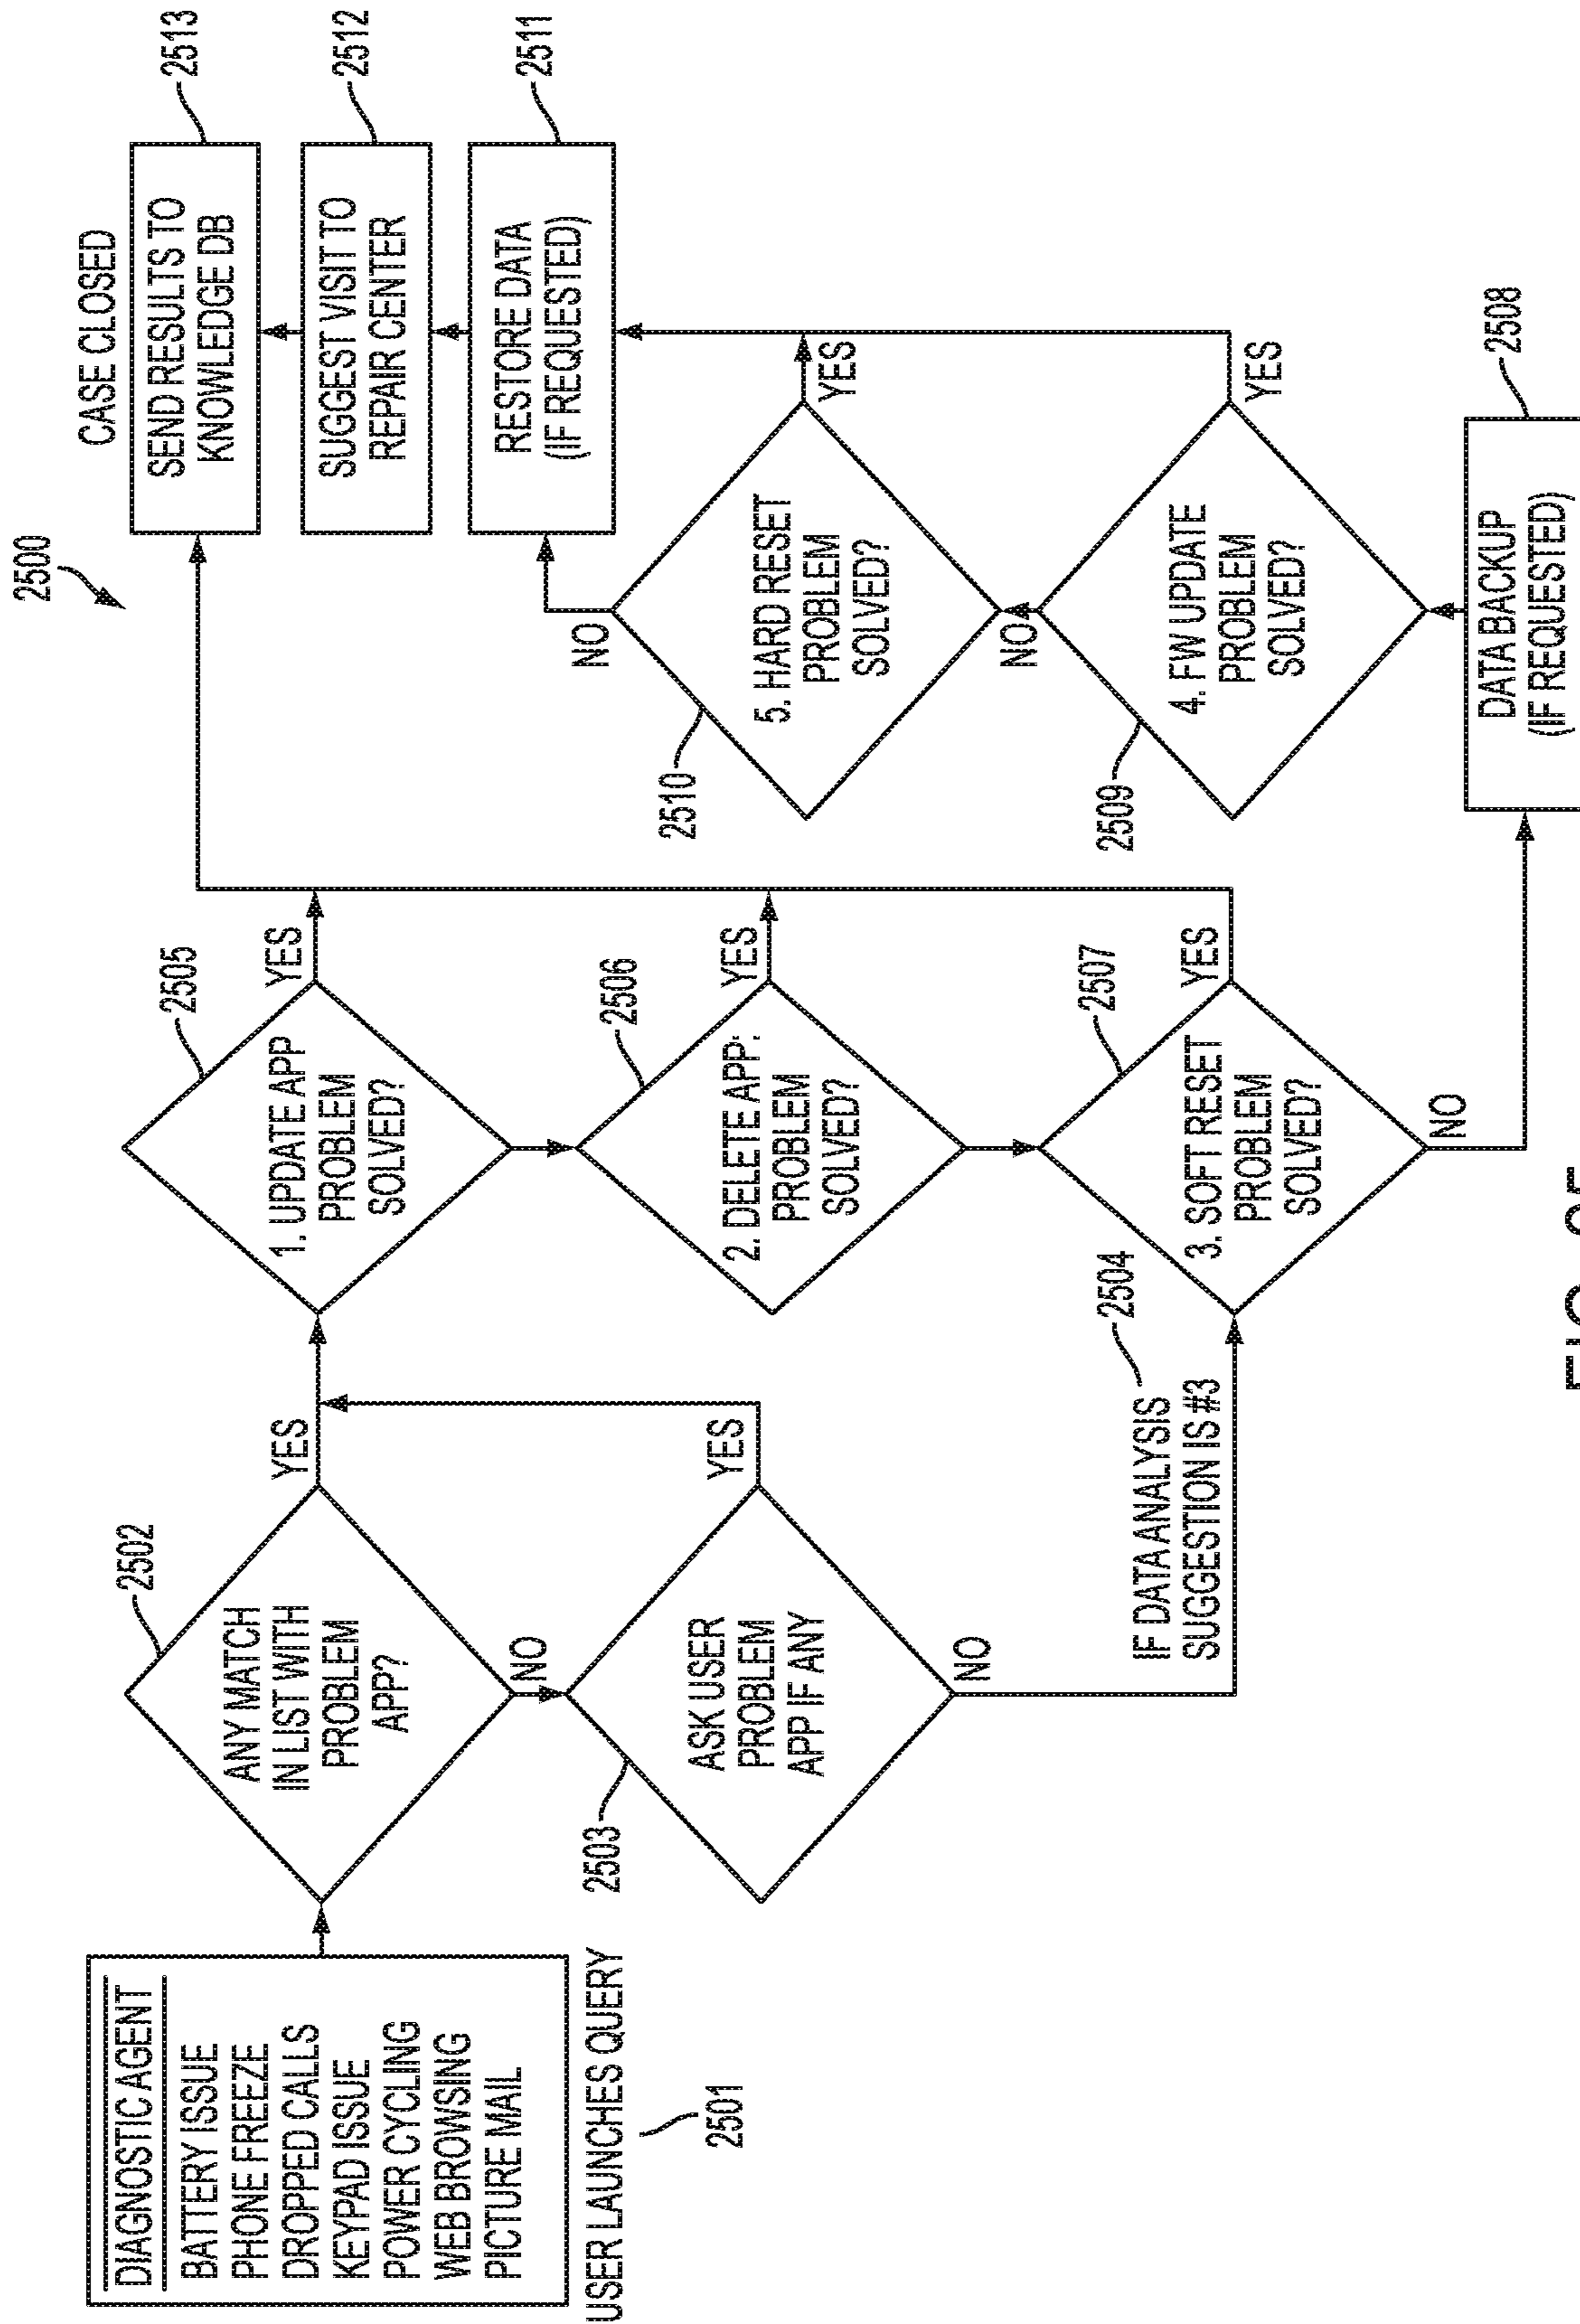 2500
DIAGNOSTIC AGENT
BATTERY ISSUE
PHONE FREEZE
DROPPED CALLS
KEYPAD ISSUE
POWER CYCLING
WEB BROWSING
PICTURE MAIL
USER LAUNCHES QUERY
2501
2502
ANY MATCH
IN LIST WITH
PROBLEM
APP?
YES
NO
2503
ASK USER
PROBLEM
APP IF ANY
YES
NO
2504
IF DATA ANALYSIS
SUGGESTION IS #3
2505
1. UPDATE APP
PROBLEM
SOLVED?
YES
2506
2. DELETE APP:
PROBLEM
SOLVED?
YES
2507
3. SOFT RESET
PROBLEM
SOLVED?
YES
NO
2508
DATA BACKUP
(IF REQUESTED)
2509
4. FW UPDATE
PROBLEM
SOLVED?
YES
NO
2510
5. HARD RESET
PROBLEM
SOLVED?
YES
NO
2511
RESTORE DATA
(IF REQUESTED)
2512
SUGGEST VISIT TO
REPAIR CENTER
2513
CASE CLOSED
SEND RESULTS TO
KNOWLEDGE DB